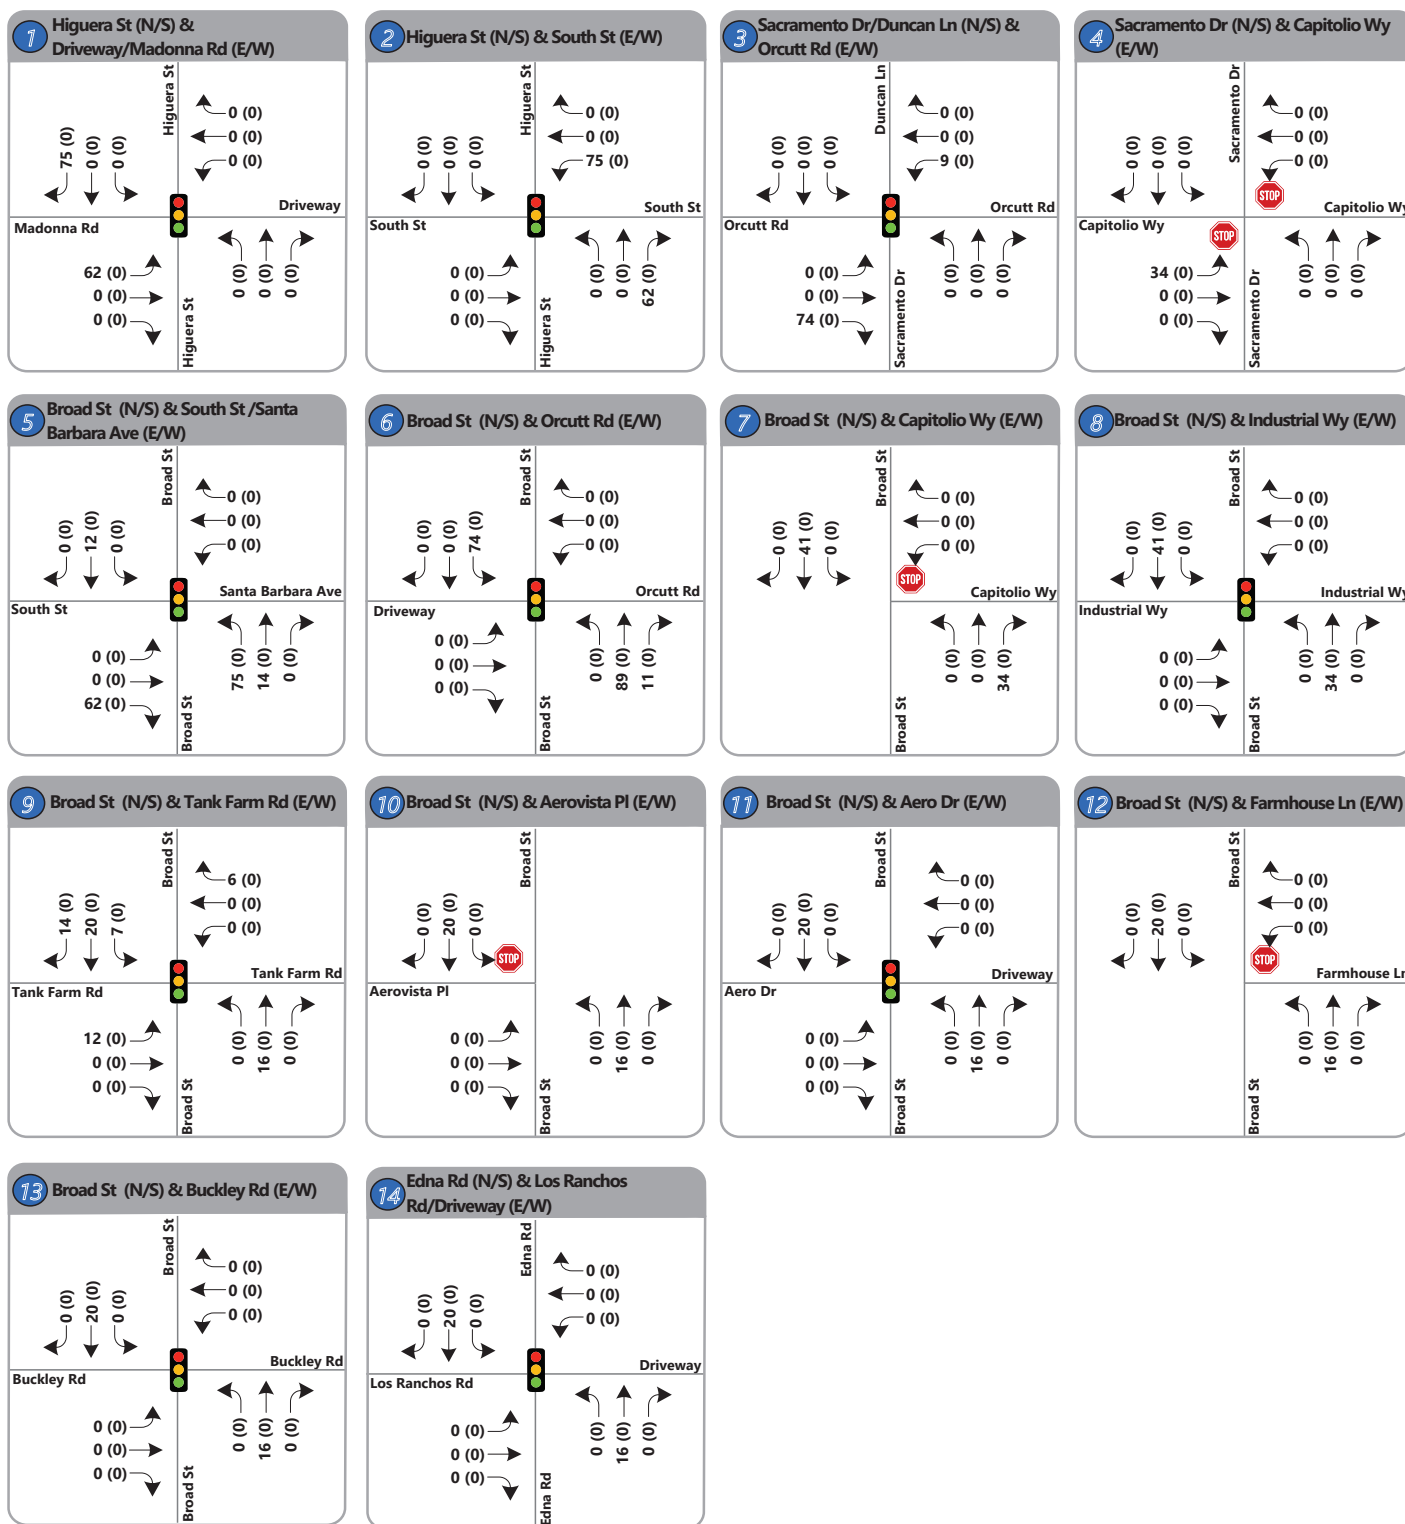 1 Higuera St (N/S) &
Driveway/Madonna Rd (E/W)
Higuera St
75 (0)
0 (0)
0 (0)
0 (0)
0 (0)
0 (0)
Driveway
Madonna Rd
62 (0)
0 (0)
0 (0)
0 (0)
0 (0)
0 (0)
Higuera St
2 Higuera St (N/S) & South St (E/W)
Higuera St
0 (0)
0 (0)
0 (0)
0 (0)
0 (0)
75 (0)
South St
South St
0 (0)
0 (0)
0 (0)
0 (0)
0 (0)
62 (0)
Higuera St
3 Sacramento Dr/Duncan Ln (N/S) &
Orcutt Rd (E/W)
Duncan Ln
0 (0)
0 (0)
0 (0)
0 (0)
0 (0)
9 (0)
Orcutt Rd
Orcutt Rd
0 (0)
0 (0)
74 (0)
0 (0)
0 (0)
0 (0)
Sacramento Dr
4 Sacramento Dr (N/S) & Capitolio Wy
(E/W)
Sacramento Dr
0 (0)
0 (0)
0 (0)
0 (0)
0 (0)
0 (0)
STOP
Capitolio Wy
Capitolio Wy
STOP
34 (0)
0 (0)
0 (0)
0 (0)
0 (0)
0 (0)
Sacramento Dr
5 Broad St (N/S) & South St /Santa
Barbara Ave (E/W)
Broad St
0 (0)
12 (0)
0 (0)
0 (0)
0 (0)
0 (0)
Santa Barbara Ave
South St
0 (0)
0 (0)
62 (0)
75 (0)
14 (0)
0 (0)
Broad St
6 Broad St (N/S) & Orcutt Rd (E/W)
Broad St
0 (0)
0 (0)
74 (0)
0 (0)
0 (0)
0 (0)
Orcutt Rd
Driveway
0 (0)
0 (0)
0 (0)
0 (0)
89 (0)
11 (0)
Broad St
7 Broad St (N/S) & Capitolio Wy (E/W)
Broad St
0 (0)
41 (0)
0 (0)
0 (0)
0 (0)
0 (0)
STOP
Capitolio Wy
0 (0)
0 (0)
34 (0)
Broad St
8 Broad St (N/S) & Industrial Wy (E/W)
Broad St
0 (0)
41 (0)
0 (0)
0 (0)
0 (0)
0 (0)
Industrial Wy
Industrial Wy
0 (0)
0 (0)
0 (0)
0 (0)
34 (0)
0 (0)
Broad St
9 Broad St (N/S) & Tank Farm Rd (E/W)
Broad St
14 (0)
20 (0)
7 (0)
6 (0)
0 (0)
0 (0)
Tank Farm Rd
Tank Farm Rd
12 (0)
0 (0)
0 (0)
0 (0)
16 (0)
0 (0)
Broad St
10 Broad St (N/S) & Aerovista Pl (E/W)
Broad St
0 (0)
20 (0)
0 (0)
STOP
Aerovista Pl
0 (0)
0 (0)
0 (0)
0 (0)
16 (0)
0 (0)
11 Broad St (N/S) & Aero Dr (E/W)
Broad St
0 (0)
20 (0)
0 (0)
0 (0)
0 (0)
0 (0)
Driveway
Aero Dr
0 (0)
0 (0)
0 (0)
0 (0)
16 (0)
0 (0)
Broad St
12 Broad St (N/S) & Farmhouse Ln (E/W)
Broad St
0 (0)
20 (0)
0 (0)
0 (0)
0 (0)
0 (0)
STOP
Farmhouse Ln
0 (0)
16 (0)
0 (0)
Broad St
13 Broad St (N/S) & Buckley Rd (E/W)
Broad St
0 (0)
20 (0)
0 (0)
0 (0)
0 (0)
0 (0)
Buckley Rd
Buckley Rd
0 (0)
0 (0)
0 (0)
0 (0)
16 (0)
0 (0)
Broad St
14 Edna Rd (N/S) & Los Ranchos
Rd/Driveway (E/W)
Edna Rd
0 (0)
20 (0)
0 (0)
0 (0)
0 (0)
0 (0)
Driveway
Los Ranchos Rd
0 (0)
0 (0)
0 (0)
0 (0)
16 (0)
0 (0)
Edna Rd